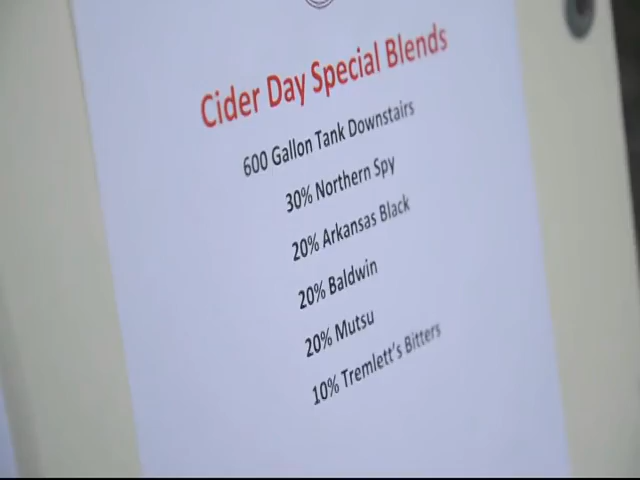 Cider Day Special Blends
600 Gallon Tank Downstairs
30% Northern Spy
20% Arkansas Black
20% Baldwin
20% Mutsu
10% Tremlett's Bitters